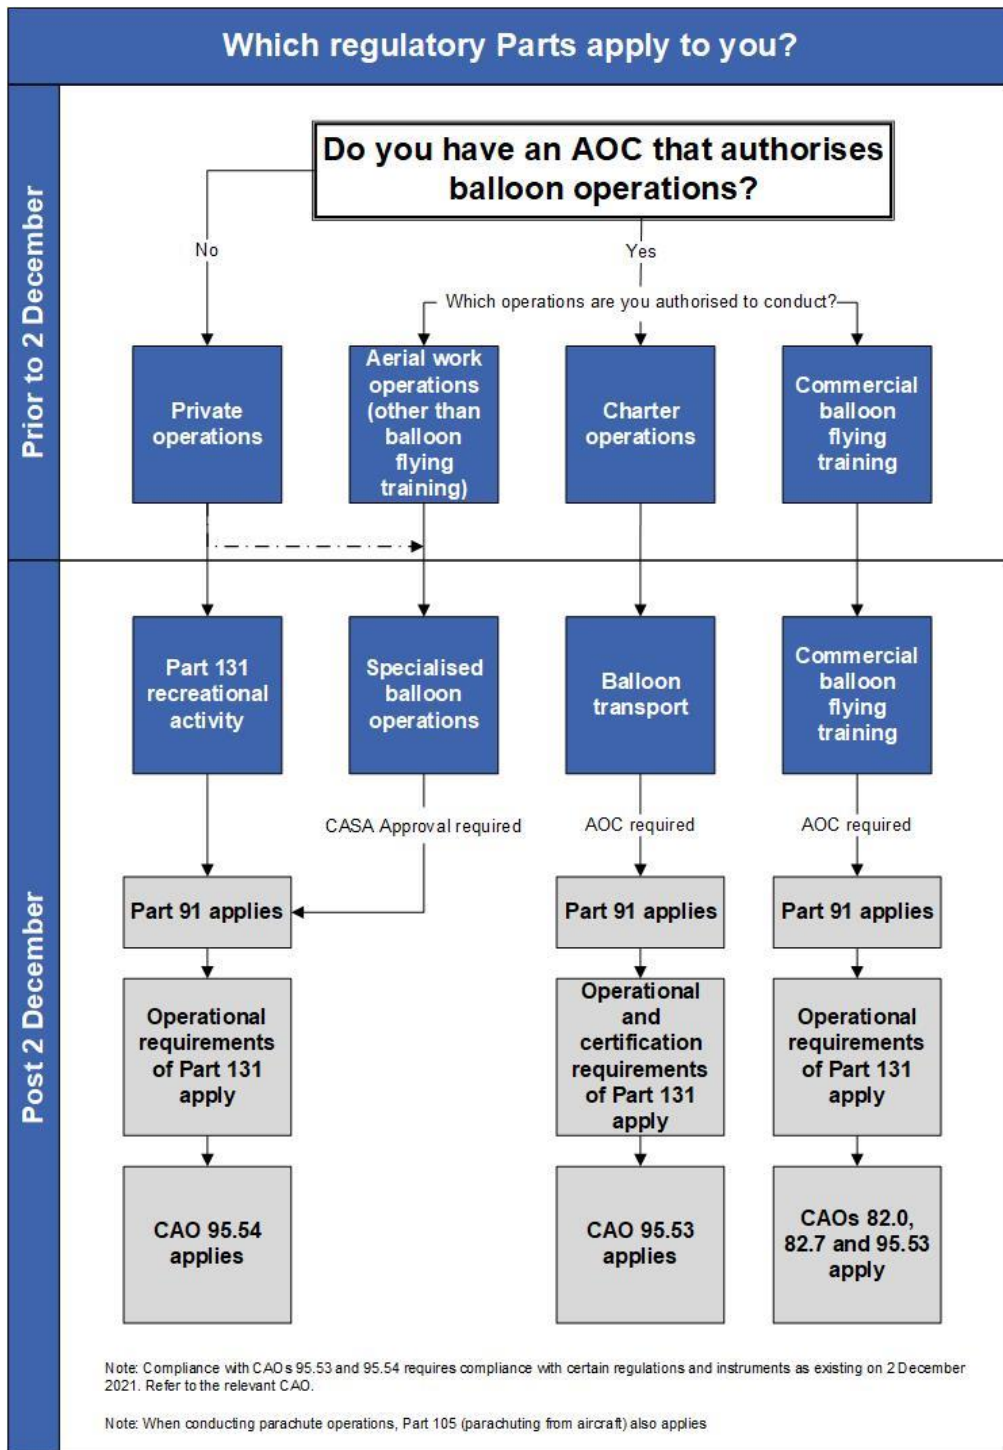 Which regulatory Parts apply to you?
Prior to 2 December
Do you have an AOC that authorises
balloon operations?
No
Yes
Which operations are you authorised to conduct?
Private
operations
Aerial work
operations
(other than
balloon
flying
training)
Charter
operations
Commercial
balloon
flying
training
Post 2 December
Part 131
recreational
activity
Specialised
balloon
operations
Balloon
transport
Commercial
balloon
flying
training
CASA Approval required
AOC required
AOC required
Part 91 applies
Part 91 applies
Part 91 applies
Operational
requirements
of Part 131
apply
Operational
and
certification
requirements
of Part 131
apply
Operational
requirements
of Part 131
apply
CAO 95.54
applies
CAO 95.53
applies
CAOs 82.0,
82.7 and 95.53
apply
Note: Compliance with CAOs 95.53 and 95.54 requires compliance with certain regulations and instruments as existing on 2 December
2021. Refer to the relevant CAO.
Note: When conducting parachute operations, Part 105 (parachuting from aircraft) also applies